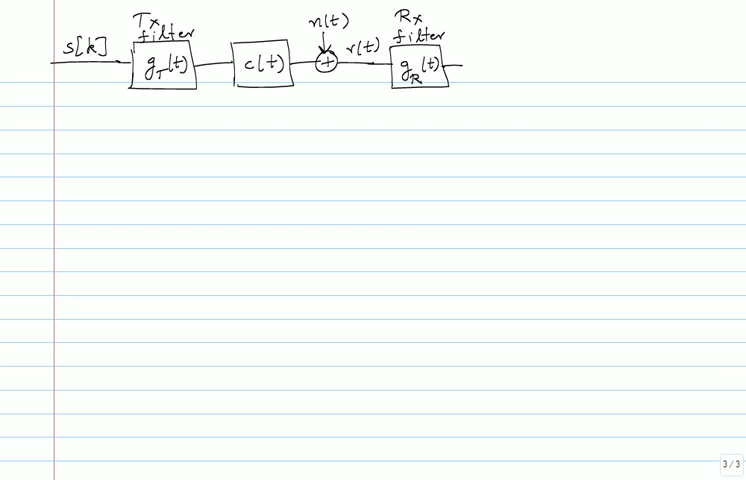 Tx filter
n(t)
Rx filter
s[k]
g_T(t)
c(t)
+
r(t)
g_R(t)
3 / 3